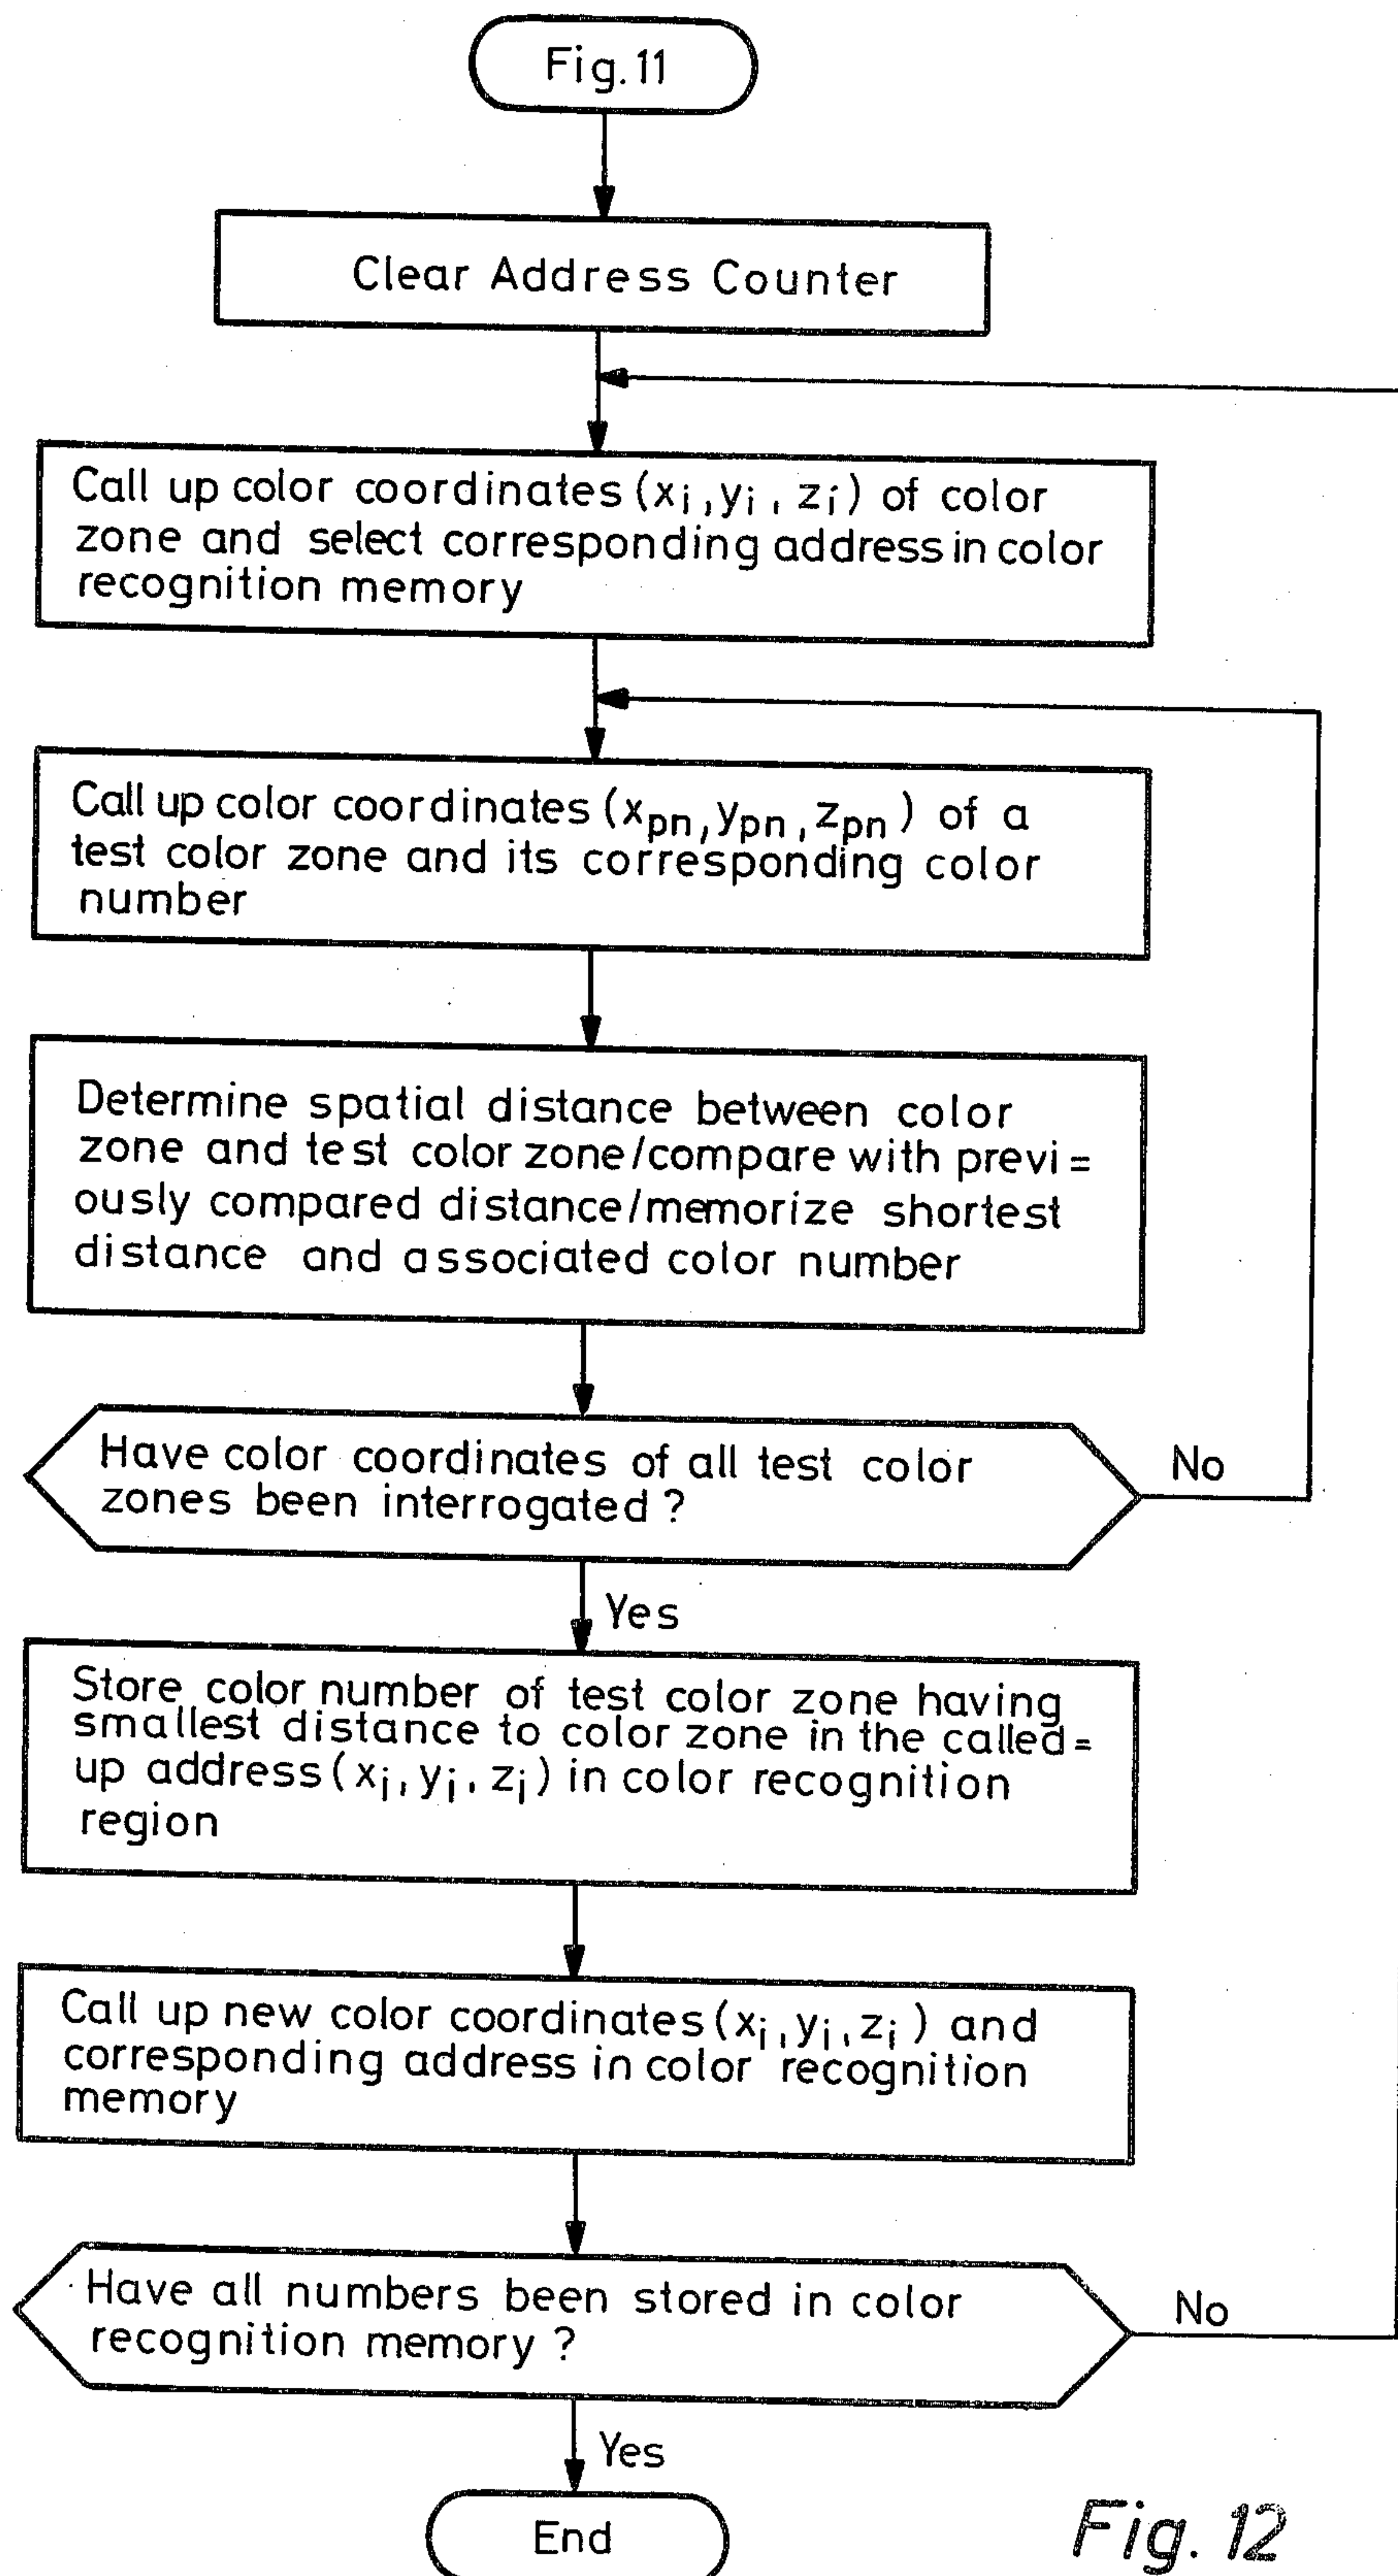 Fig. 11
Clear Address Counter
Call up color coordinates (xi, yi, zi) of color
zone and select corresponding address in color
recognition memory
Call up color coordinates (xpn, ypn, zpn) of a
test color zone and its corresponding color
number
Determine spatial distance between color
zone and test color zone/compare with previ=
ously compared distance/memorize shortest
distance and associated color number
Have color coordinates of all test color
zones been interrogated ?
No
Yes
Store color number of test color zone having
smallest distance to color zone in the called=
up address (xi, yi, zi) in color recognition
region
Call up new color coordinates (xi, yi, zi) and
corresponding address in color recognition
memory
Have all numbers been stored in color
recognition memory ?
No
Yes
End
Fig. 12